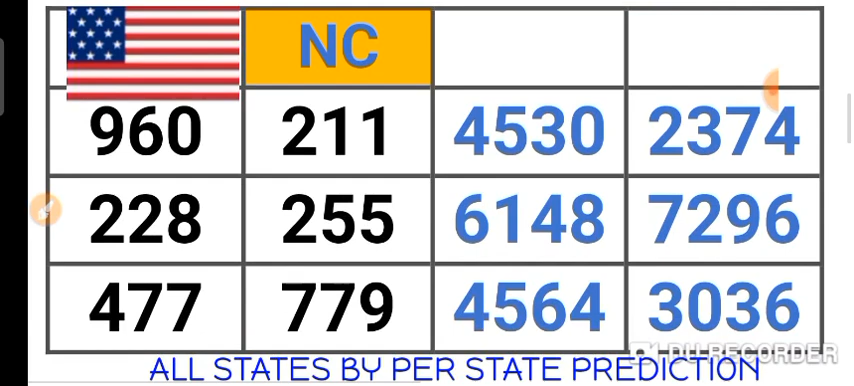 NC
960 211 4530 2374
228 255 6148 7296
477 779 4564 3036
DU RECORDER
ALL STATES BY PER STATE PREDICTION